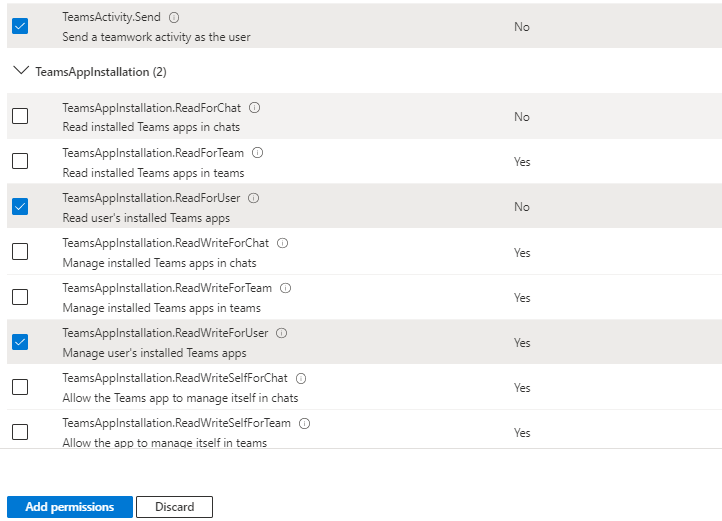 TeamsActivity.Send
Send a teamwork activity as the user
No
TeamsAppInstallation (2)
TeamsAppInstallation.ReadForChat
Read installed Teams apps in chats
No
TeamsAppInstallation.ReadForTeam
Read installed Teams apps in teams
Yes
TeamsAppInstallation.ReadForUser
Read user's installed Teams apps
No
TeamsAppInstallation.ReadWriteForChat
Manage installed Teams apps in chats
Yes
TeamsAppInstallation.ReadWriteForTeam
Manage installed Teams apps in teams
Yes
TeamsAppInstallation.ReadWriteForUser
Manage user's installed Teams apps
Yes
TeamsAppInstallation.ReadWriteSelfForChat
Allow the Teams app to manage itself in chats
Yes
TeamsAppInstallation.ReadWriteSelfForTeam
Allow the app to manage itself in teams
Yes
Add permissions
Discard